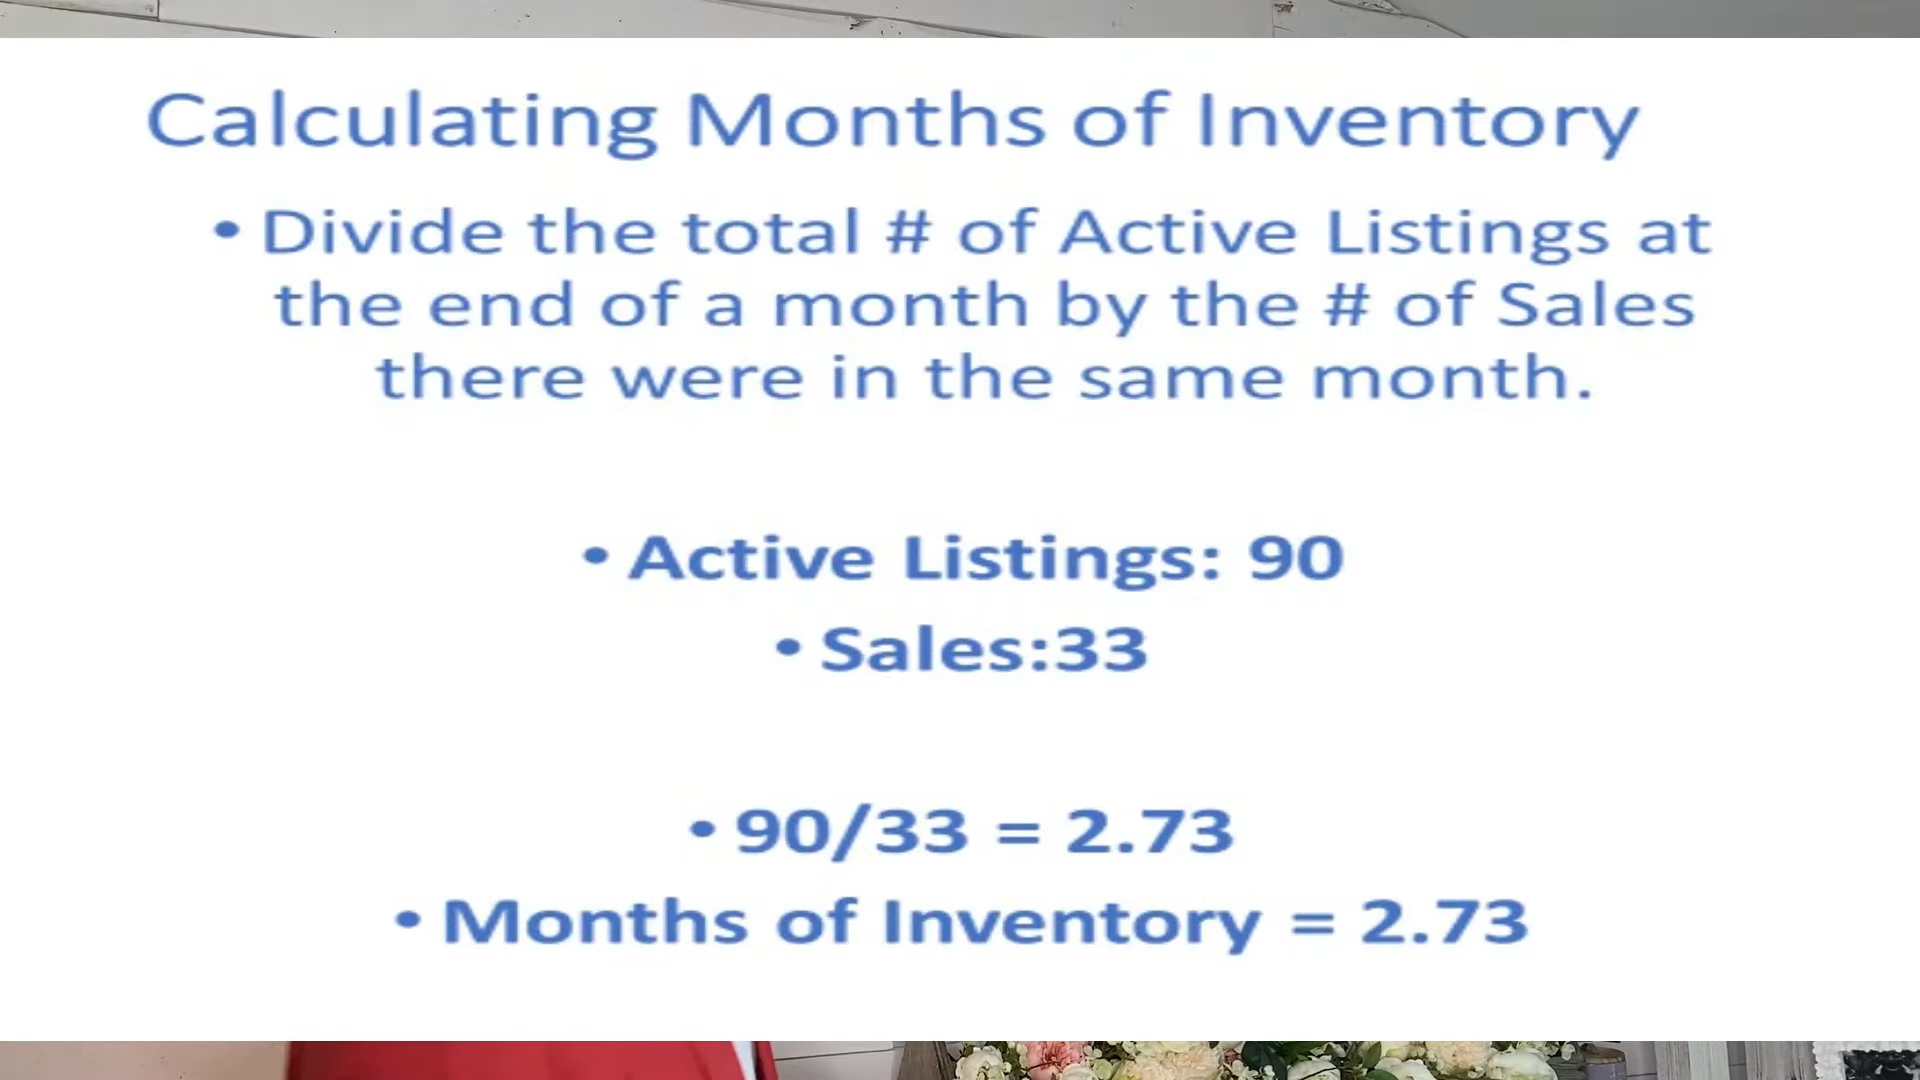 Calculating Months of Inventory
• Divide the total # of Active Listings at
the end of a month by the # of Sales
there were in the same month.
• Active Listings: 90
• Sales:33
• 90/33 = 2.73
• Months of Inventory = 2.73